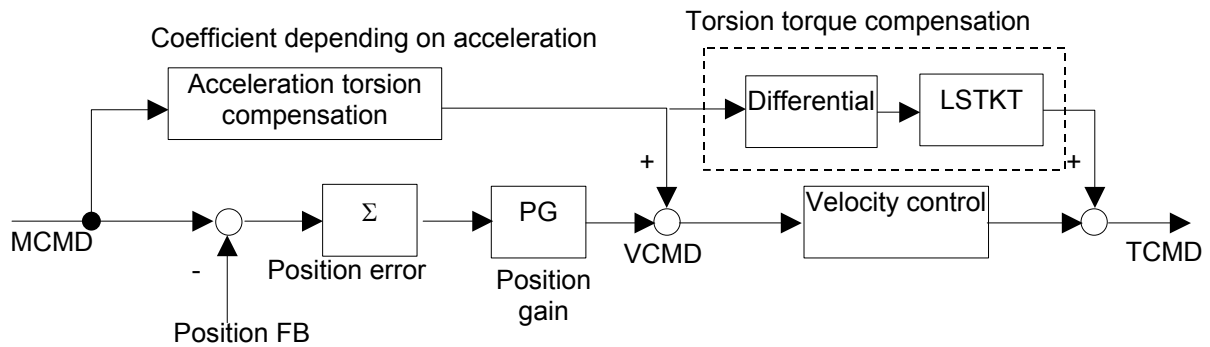 Torsion torque compensation
Coefficient depending on acceleration
Acceleration torsion
compensation
Differential
LSTKT
+
+
Σ
PG
Velocity control
MCMD
-
Position error
Position
gain
VCMD
TCMD
Position FB